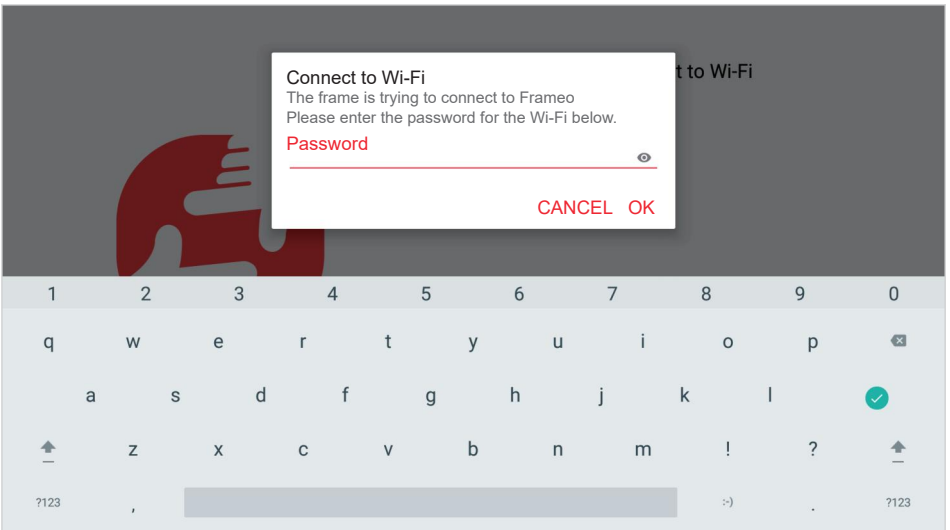 t to Wi-Fi
Connect to Wi-Fi
The frame is trying to connect to Frameo
Please enter the password for the Wi-Fi below.
Password
CANCEL OK
1 2 3 4 5 6 7 8 9 0
q w e r t y u i o p
a s d f g h j k l
z x c v b n m ! ?
?123 , :-) . ?123